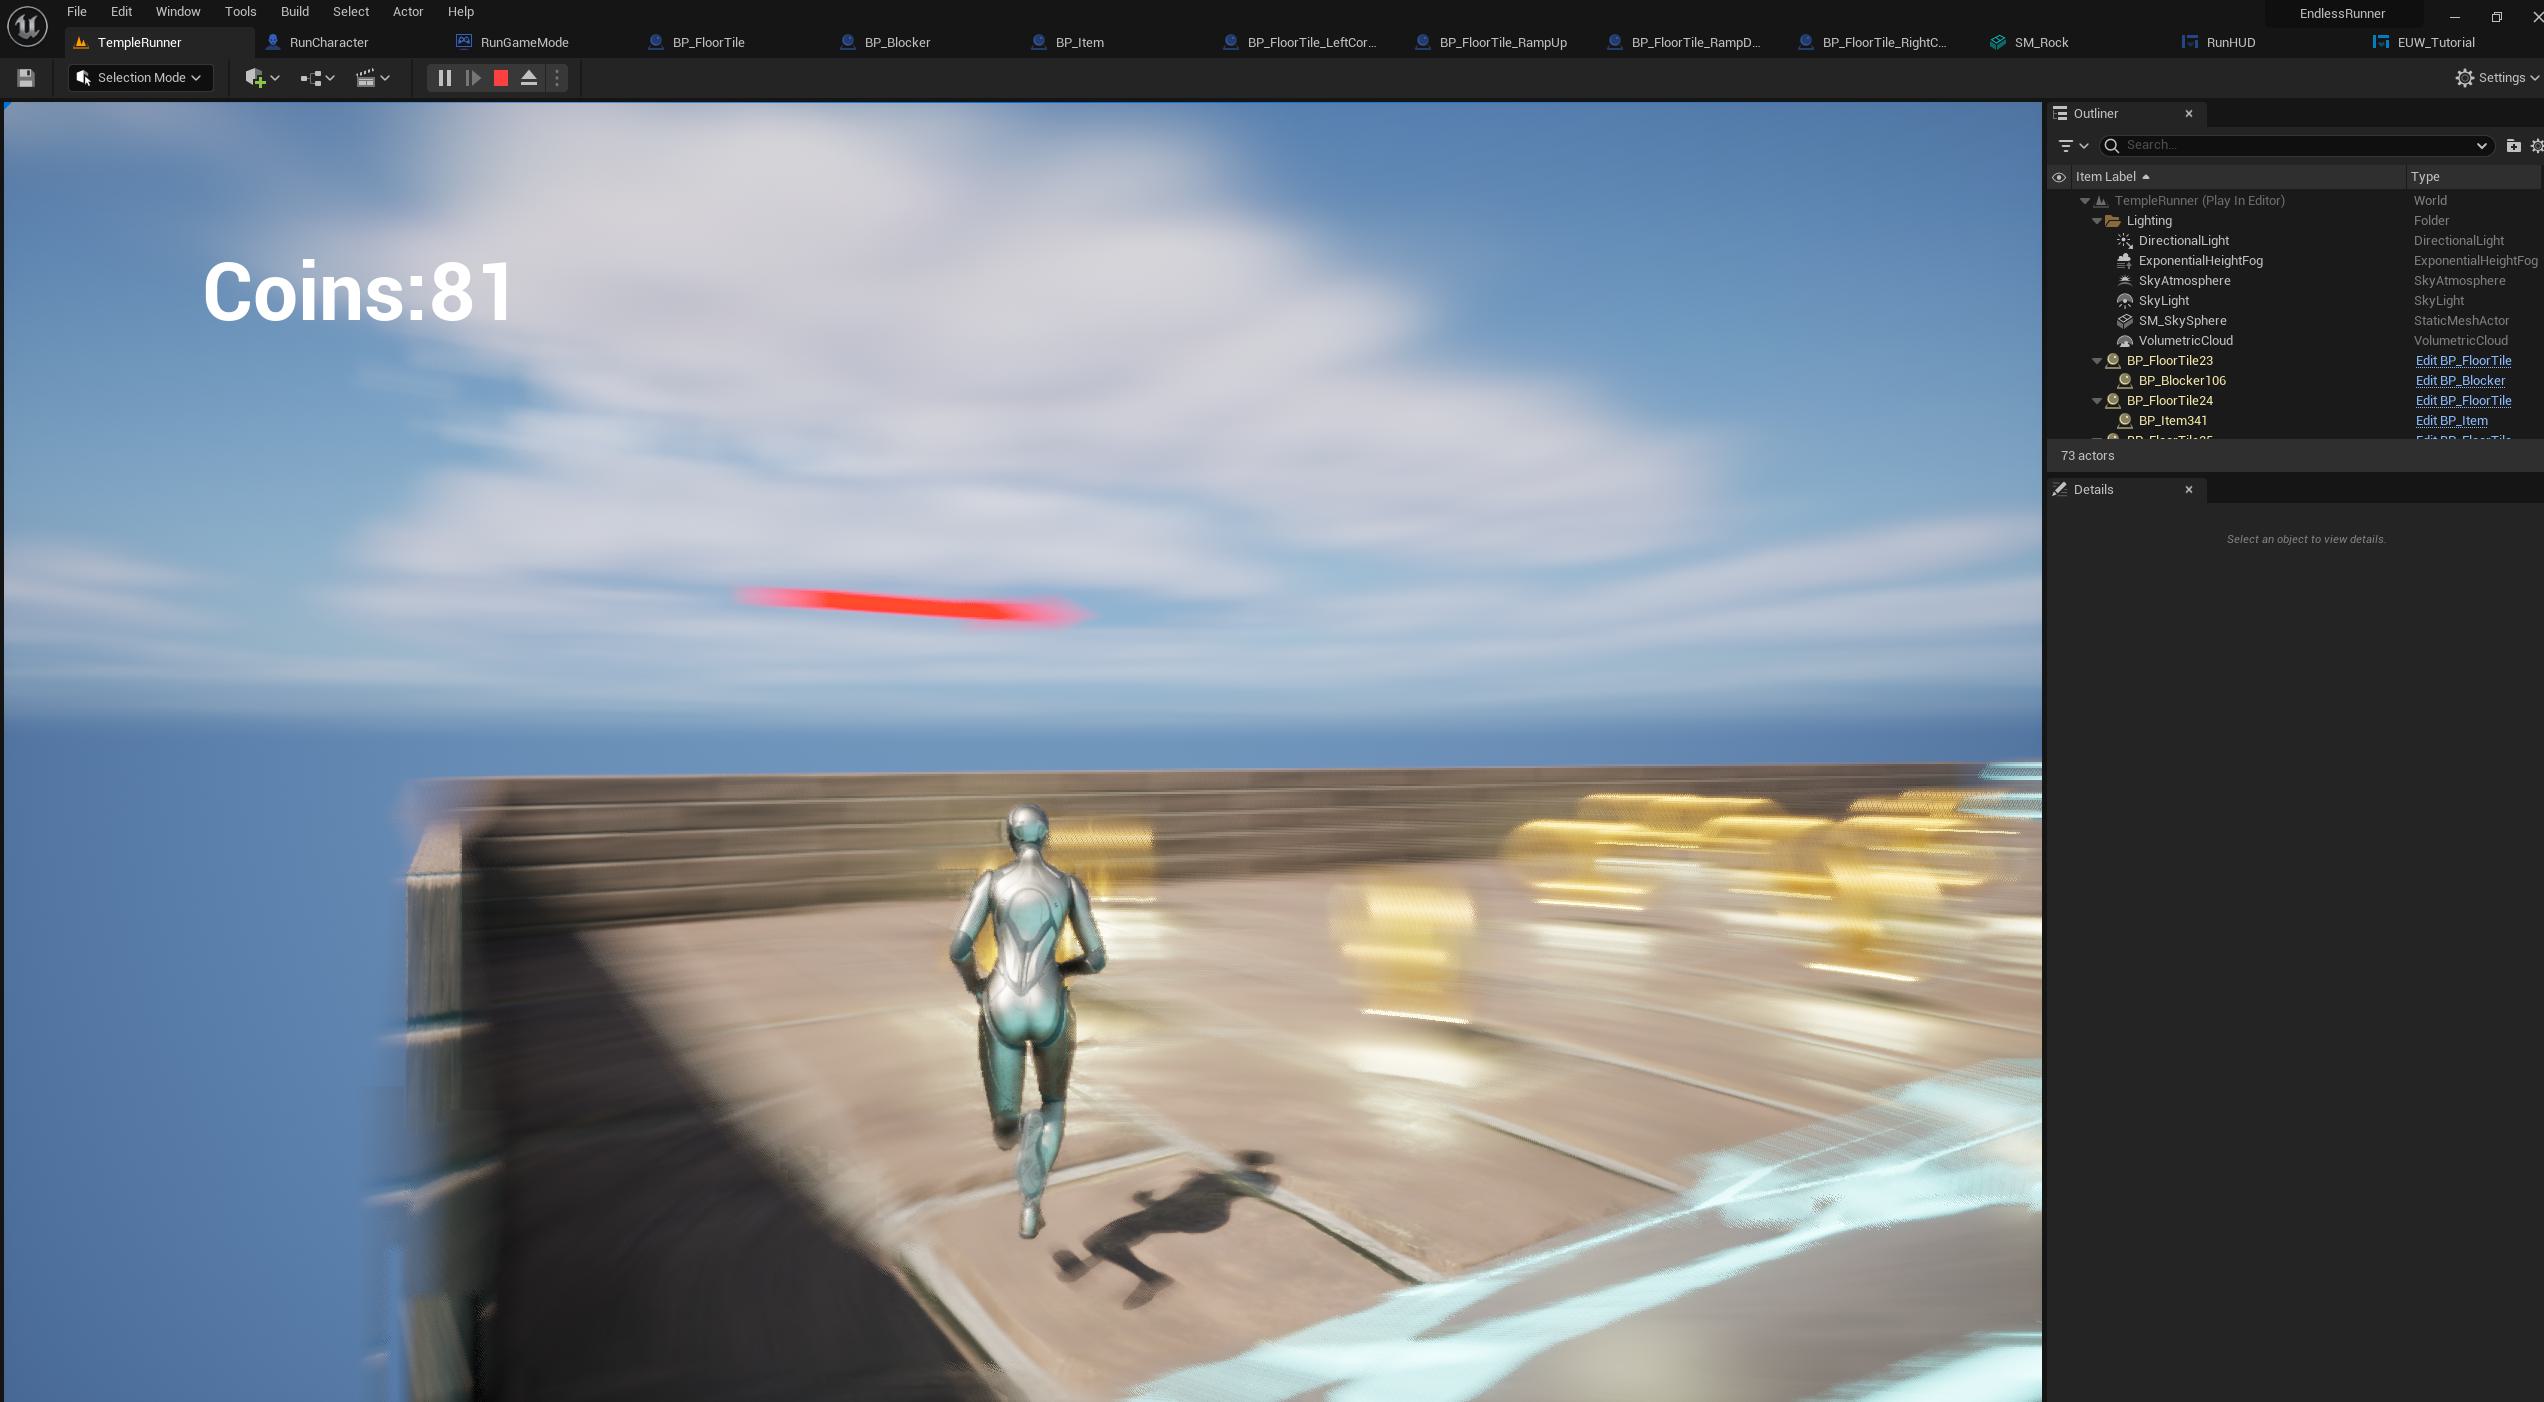 File Edit Window Tools Build Select Actor Help
EndlessRunner
TempleRunner RunCharacter RunGameMode BP_FloorTile BP_Blocker BP_Item BP_FloorTile_LeftCor... BP_FloorTile_RampUp BP_FloorTile_RampD... BP_FloorTile_RightC... SM_Rock RunHUD EUW_Tutorial
Selection Mode
Settings
Coins:81
Outliner
Search...
Item Label Type
TempleRunner (Play In Editor) World
Lighting Folder
DirectionalLight DirectionalLight
ExponentialHeightFog ExponentialHeightFog
SkyAtmosphere SkyAtmosphere
SkyLight SkyLight
SM_SkySphere StaticMeshActor
VolumetricCloud VolumetricCloud
BP_FloorTile23 Edit BP_FloorTile
BP_Blocker106 Edit BP_Blocker
BP_FloorTile24 Edit BP_FloorTile
BP_Item341 Edit BP_Item
73 actors
Details
Select an object to view details.